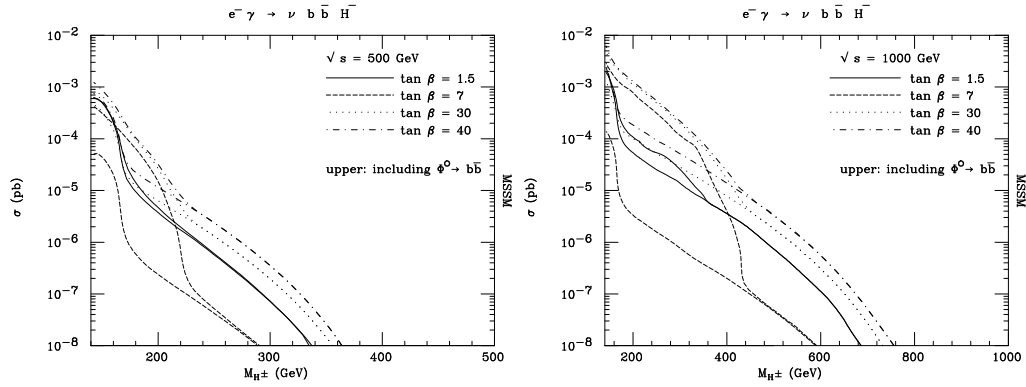 e⁻ γ → ν b b̄ H⁻
√ s = 500 GeV
tan β = 1.5
tan β = 7
tan β = 30
tan β = 40
upper: including Φ⁰→ bb̄
10⁻²
10⁻³
10⁻⁴
10⁻⁵
10⁻⁶
10⁻⁷
10⁻⁸
σ (pb)
MSSM
200 300 400 500
M_H± (GeV)
e⁻ γ → ν b b̄ H⁻
√ s = 1000 GeV
tan β = 1.5
tan β = 7
tan β = 30
tan β = 40
upper: including Φ⁰→ bb̄
10⁻²
10⁻³
10⁻⁴
10⁻⁵
10⁻⁶
10⁻⁷
10⁻⁸
σ (pb)
MSSM
200 400 600 800 1000
M_H± (GeV)